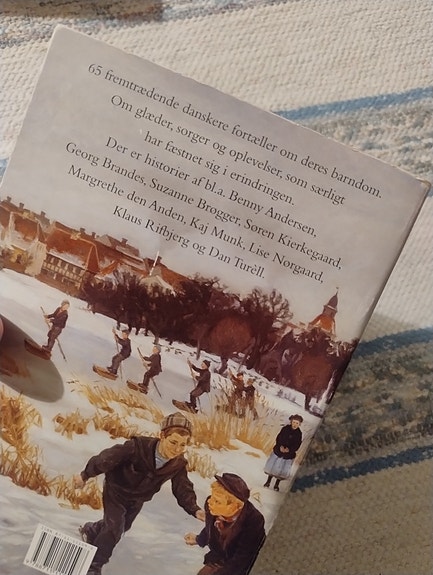 65 fremtrædende danskere fortæller om deres barndom.
Om glæder, sorger og oplevelser, som særligt
har fæstnet sig i erindringen.
Der er historier af bl.a. Benny Andersen,
Georg Brandes, Suzanne Brøgger, Søren Kierkegaard,
Margrethe den Anden, Kaj Munk, Lise Nørgaard,
Klaus Rifbjerg og Dan Turèll.